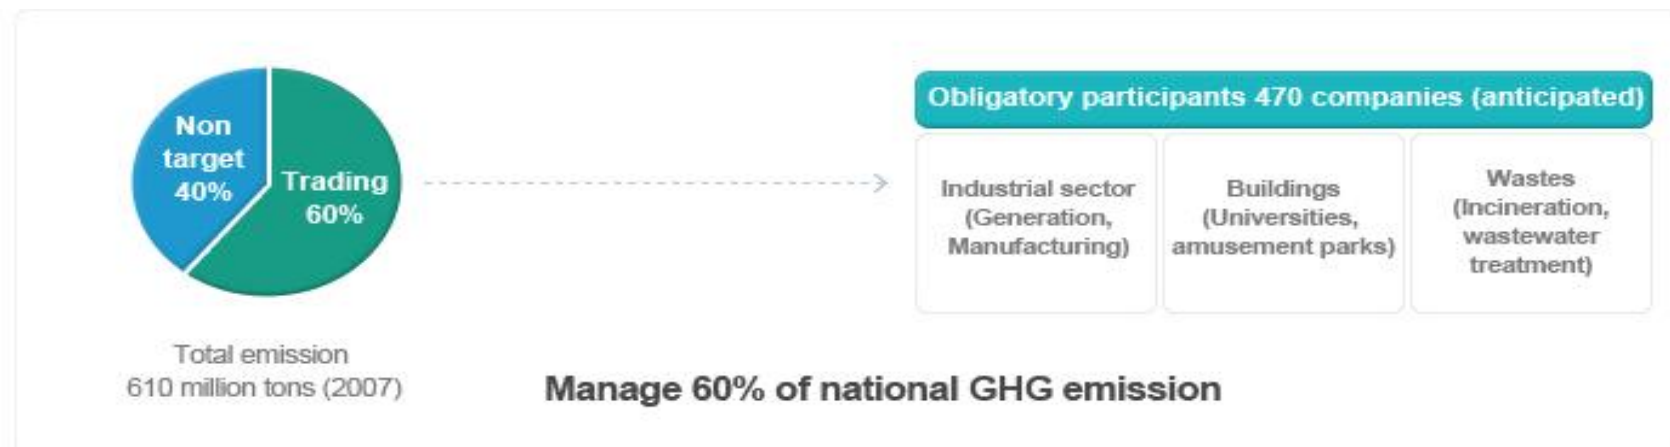 Non
target
40%
Trading
60%
Total emission
610 million tons (2007)
Obligatory participants 470 companies (anticipated)
Industrial sector
(Generation,
Manufacturing)
Buildings
(Universities,
amusement parks)
Wastes
(Incineration,
wastewater
treatment)
Manage 60% of national GHG emission